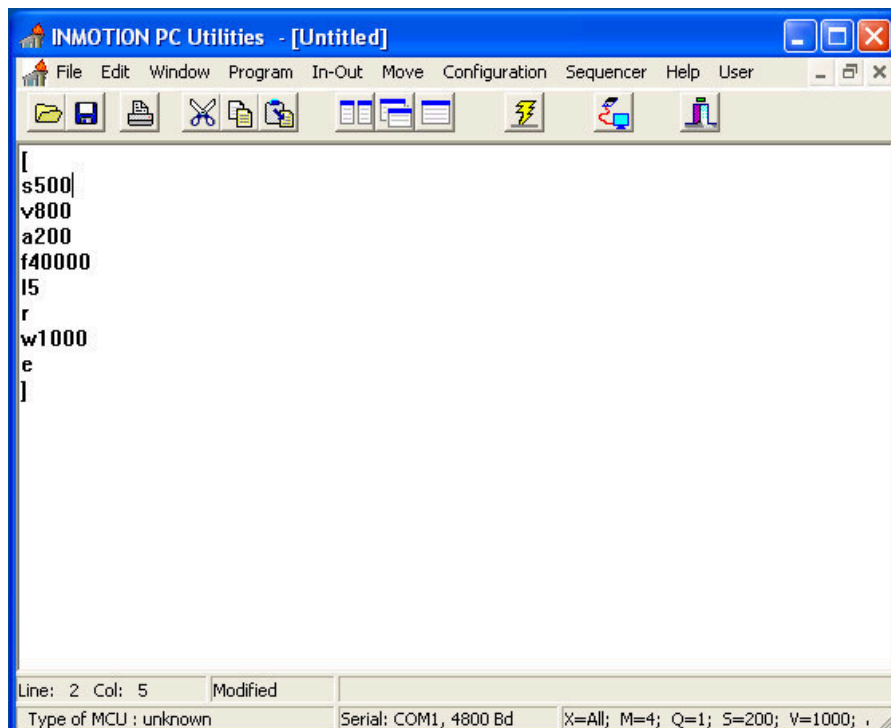 INMOTION PC Utilities - [Untitled]
File Edit Window Program In-Out Move Configuration Sequencer Help User
[
s500
v800
a200
f40000
l5
r
w1000
e
]
Line: 2 Col: 5 Modified
Type of MCU : unknown Serial: COM1, 4800 Bd X=All; M=4; Q=1; S=200; V=1000;